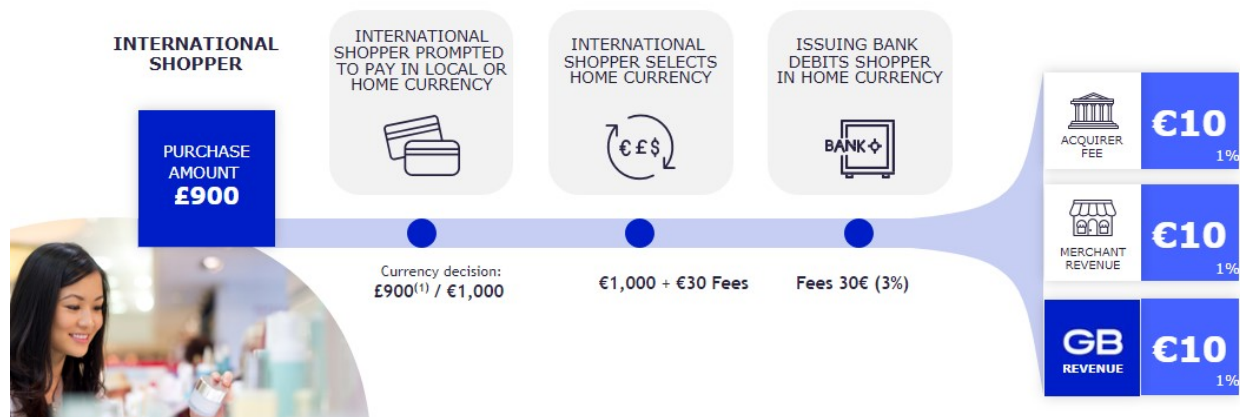 INTERNATIONAL
SHOPPER
PURCHASE
AMOUNT
£900
INTERNATIONAL
SHOPPER PROMPTED
TO PAY IN LOCAL OR
HOME CURRENCY
Currency decision:
£900(1) / €1,000
INTERNATIONAL
SHOPPER SELECTS
HOME CURRENCY
€£$
€1,000 + €30 Fees
ISSUING BANK
DEBITS SHOPPER
IN HOME CURRENCY
BANK
Fees 30€ (3%)
ACQUIRER
FEE
€10
1%
MERCHANT
REVENUE
€10
1%
GB
REVENUE
€10
1%